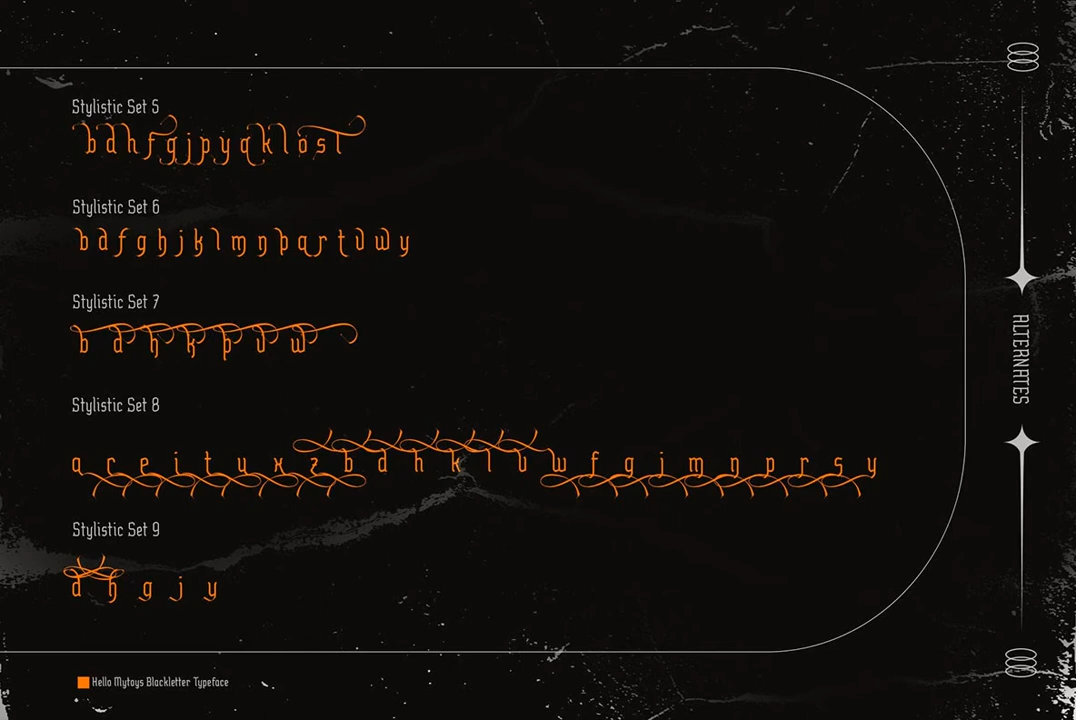 Stylistic Set 5
b d h f g j p y q k l o s t
Stylistic Set 6
b d f g h j k l m n p q r t v w y
Stylistic Set 7
b d h k p v w
Stylistic Set 8
a c e i t u x z b d h k l v w f g j m n p r s y
Stylistic Set 9
d h g j y
ALTERNATES
Hello Mytoys Blackletter Typeface